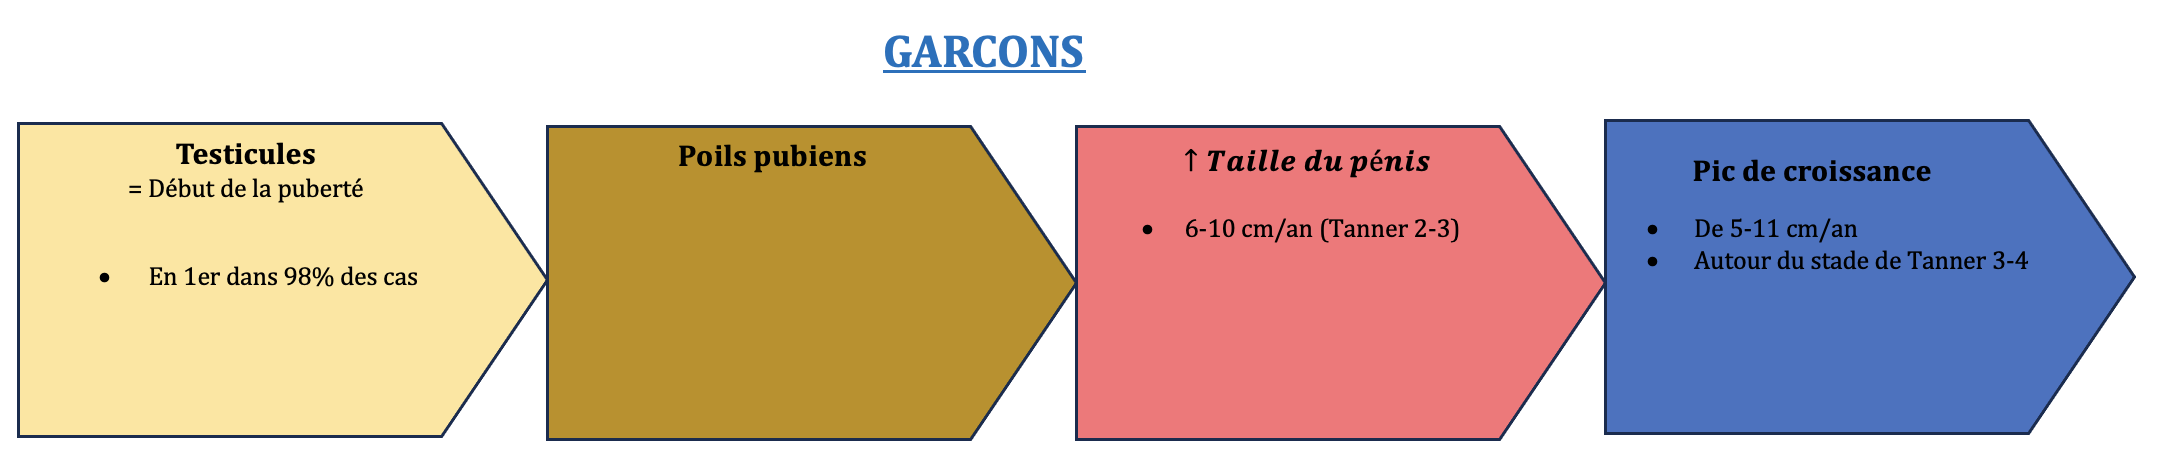 GARCONS
Testicules
= Début de la puberté
• En 1er dans 98% des cas
Poils pubiens
↑ Taille du pénis
• 6-10 cm/an (Tanner 2-3)
Pic de croissance
• De 5-11 cm/an
• Autour du stade de Tanner 3-4